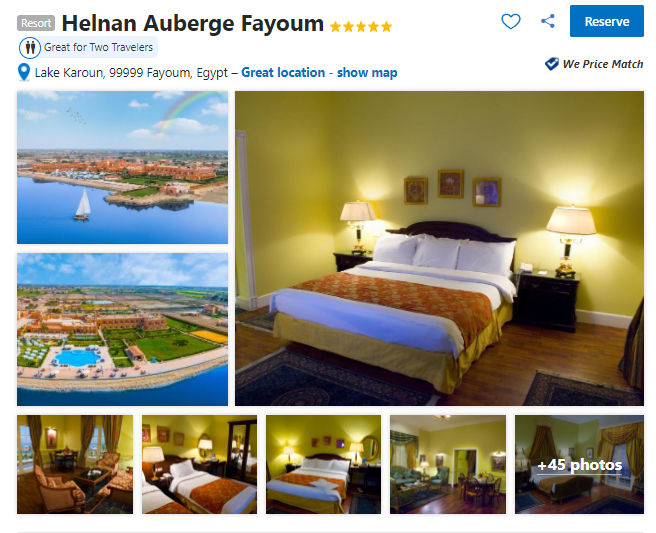 Resort Helnan Auberge Fayoum
Reserve
Great for Two Travelers
Lake Karoun, 99999 Fayoum, Egypt – Great location - show map
We Price Match
+45 photos